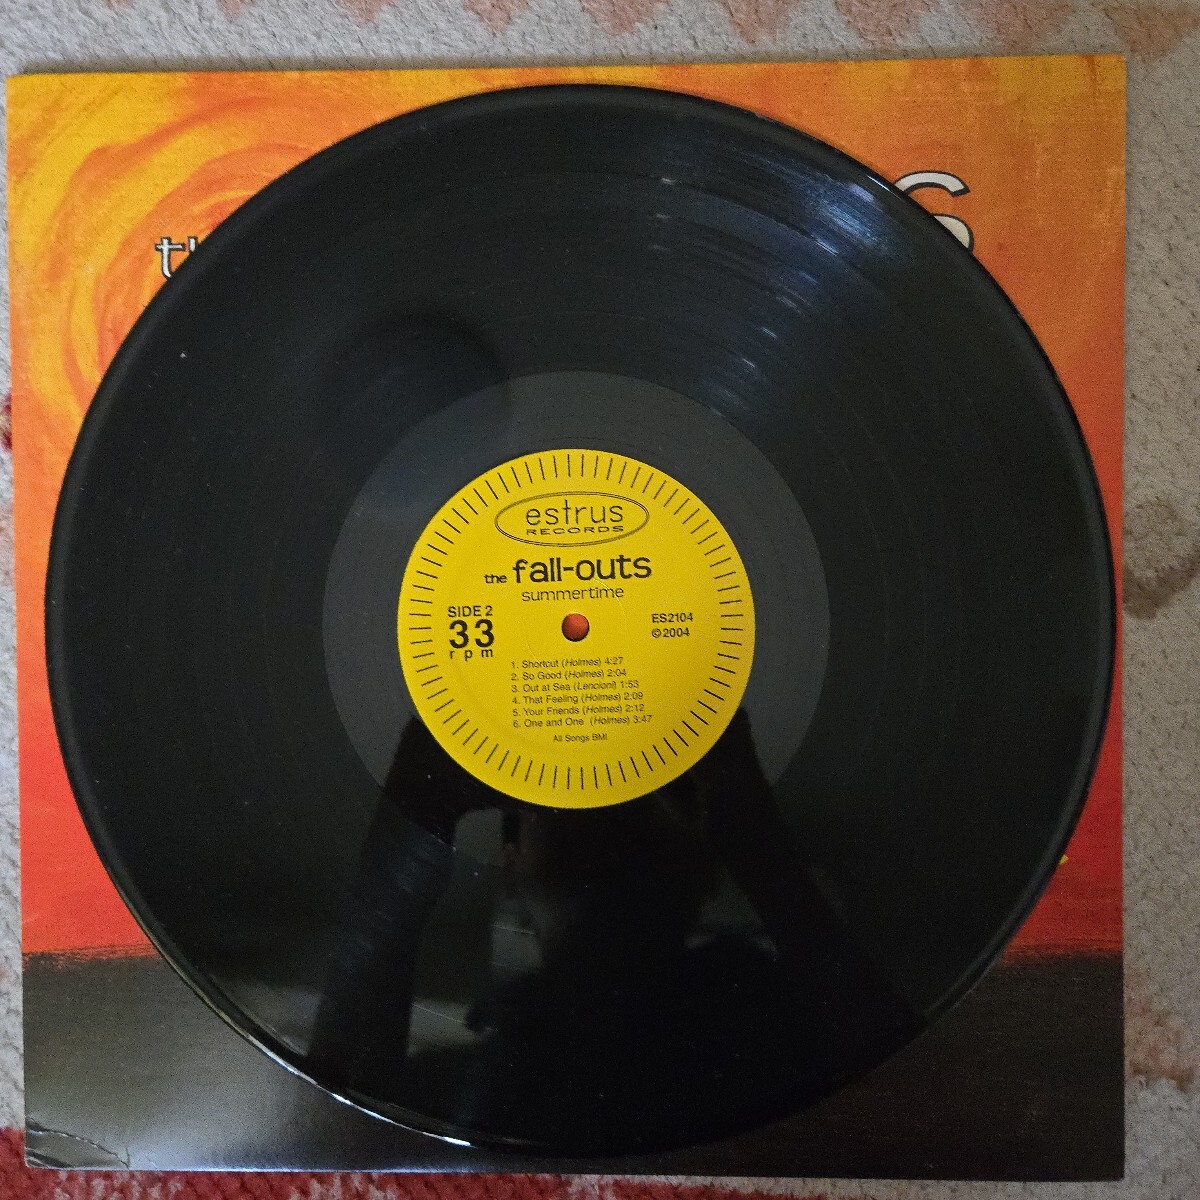 th
s
estrus
RECORDS
the fall-outs
summertime
SIDE 2
33
rpm
ES2104
©2004
1. Shortcut (Holmes) 4:27
2. So Good (Holmes) 2:04
3. Out at Sea (Lencioni) 1:53
4. That Feeling (Holmes) 2:09
5. Your Friends (Holmes) 2:12
6. One and One (Holmes) 3:47
All Songs BMI